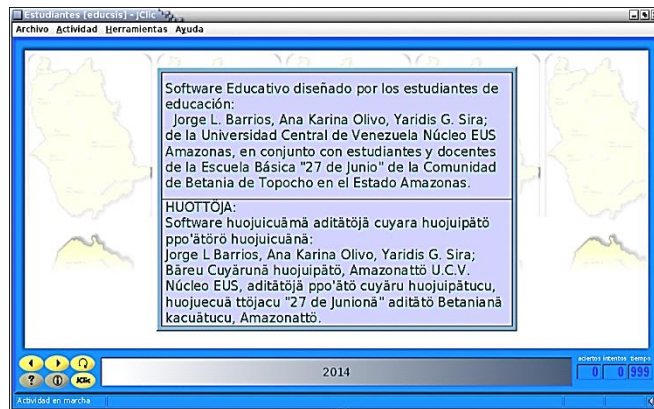 Estudiantes [educsis] - JClic
Archivo Actividad Herramientas Ayuda
Software Educativo diseñado por los estudiantes de
educación:
Jorge L. Barrios, Ana Karina Olivo, Yaridis G. Sira;
de la Universidad Central de Venezuela Núcleo EUS
Amazonas, en conjunto con estudiantes y docentes
de la Escuela Básica "27 de Junio" de la Comunidad
de Betania de Topocho en el Estado Amazonas.
HUOTTÖJA:
Software huojuicuämä aditätöjä cuyara huojuipätö
ppo'ätörö huojuicuänä:
Jorge L Barrios, Ana Karina Olivo, Yaridis G. Sira;
Bäreu Cuyärunä huojuipätö, Amazonattö U.C.V.
Núcleo EUS, aditätöjä ppo'ätö cuyäru huojuipätucu,
huojuecuä ttöjacu "27 de Junionä" aditätö Betanianä
kacuätucu, Amazonattö.
2014
aciertos intentos tiempo
0 0 999
? JClic
Actividad en marcha